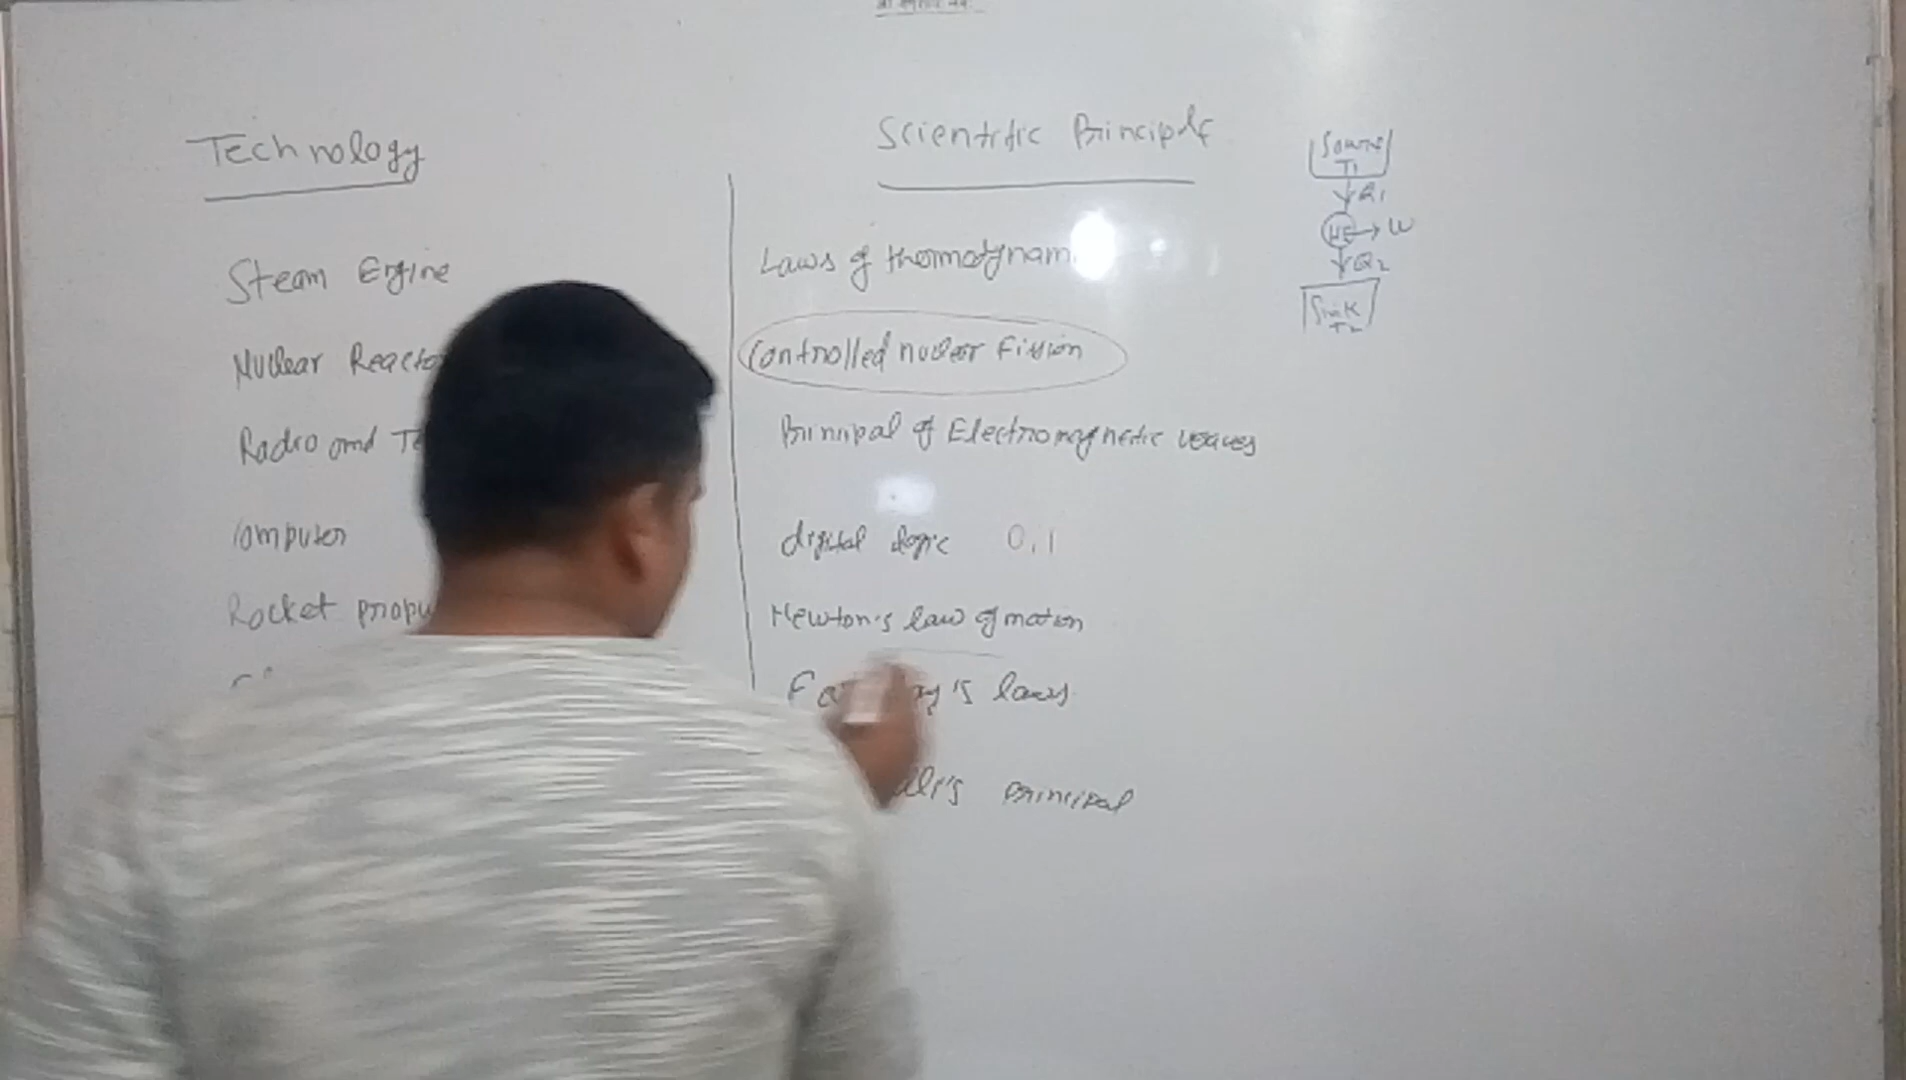 Technology
Scientific Principle
Source
T1
Q1
HE → W
Q2
Sink
T2
Steam Engine
Laws of thermodynam
Nuclear Reacto
Controlled nuclear Fission
Radio and Te
Prinipal of Electromagnetic waves
Computer
digital logic 0,1
Rocket propu
Newton's law of motion
laws
principal